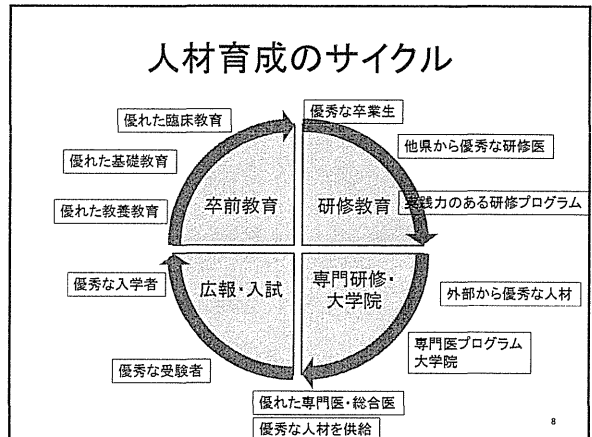 人材育成のサイクル
優れた臨床教育
優れた基礎教育
優れた教養教育
卒前教育
優秀な卒業生
他県から優秀な研修医
実践力のある研修プログラム
研修教育
優秀な入学者
優秀な受験者
広報・入試
専門研修・
大学院
外部から優秀な人材
専門医プログラム
大学院
優れた専門医・総合医
優秀な人材を供給
8